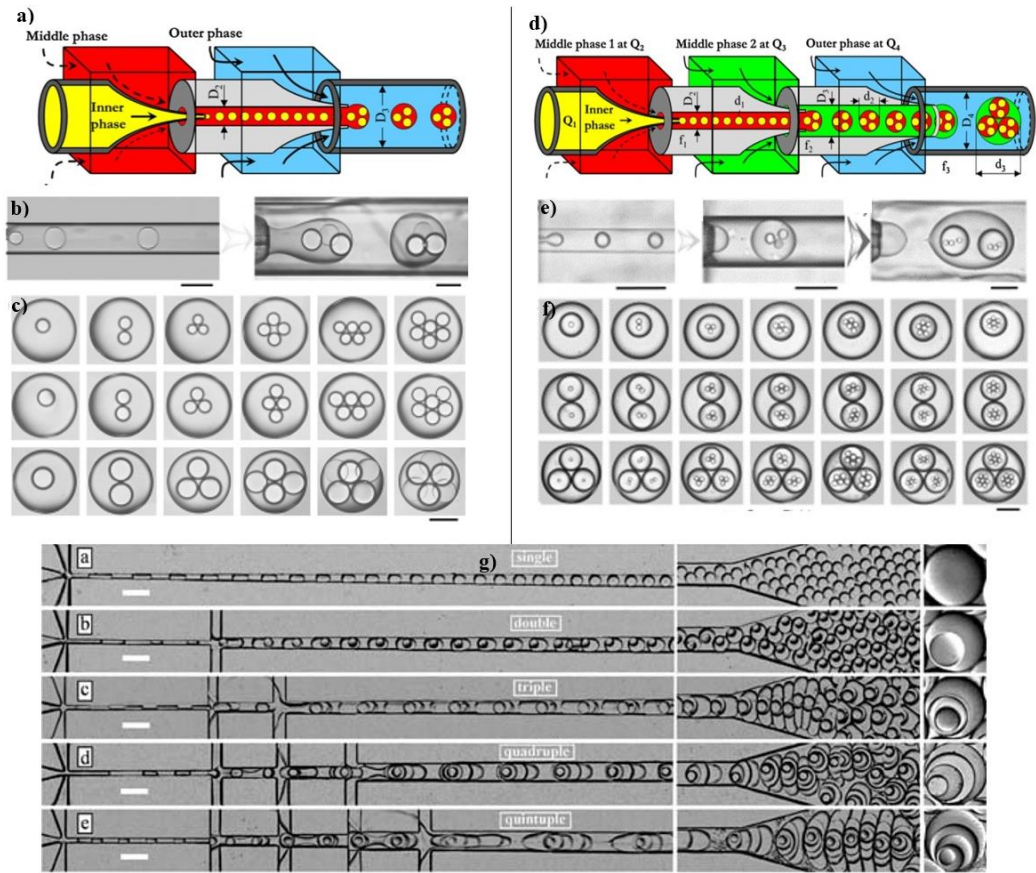 a)
Middle phase
Outer phase
Inner
phase
D₂
D₃
b)
c)
d)
Middle phase 1 at Q₂
Middle phase 2 at Q₃
Outer phase at Q₄
Q₁
Inner
phase
D₂
d₁
D₃
d₂
D₄
f₁
f₂
f₃
d₃
e)
f)
g)
a
single
b
double
c
triple
d
quadruple
e
quintuple